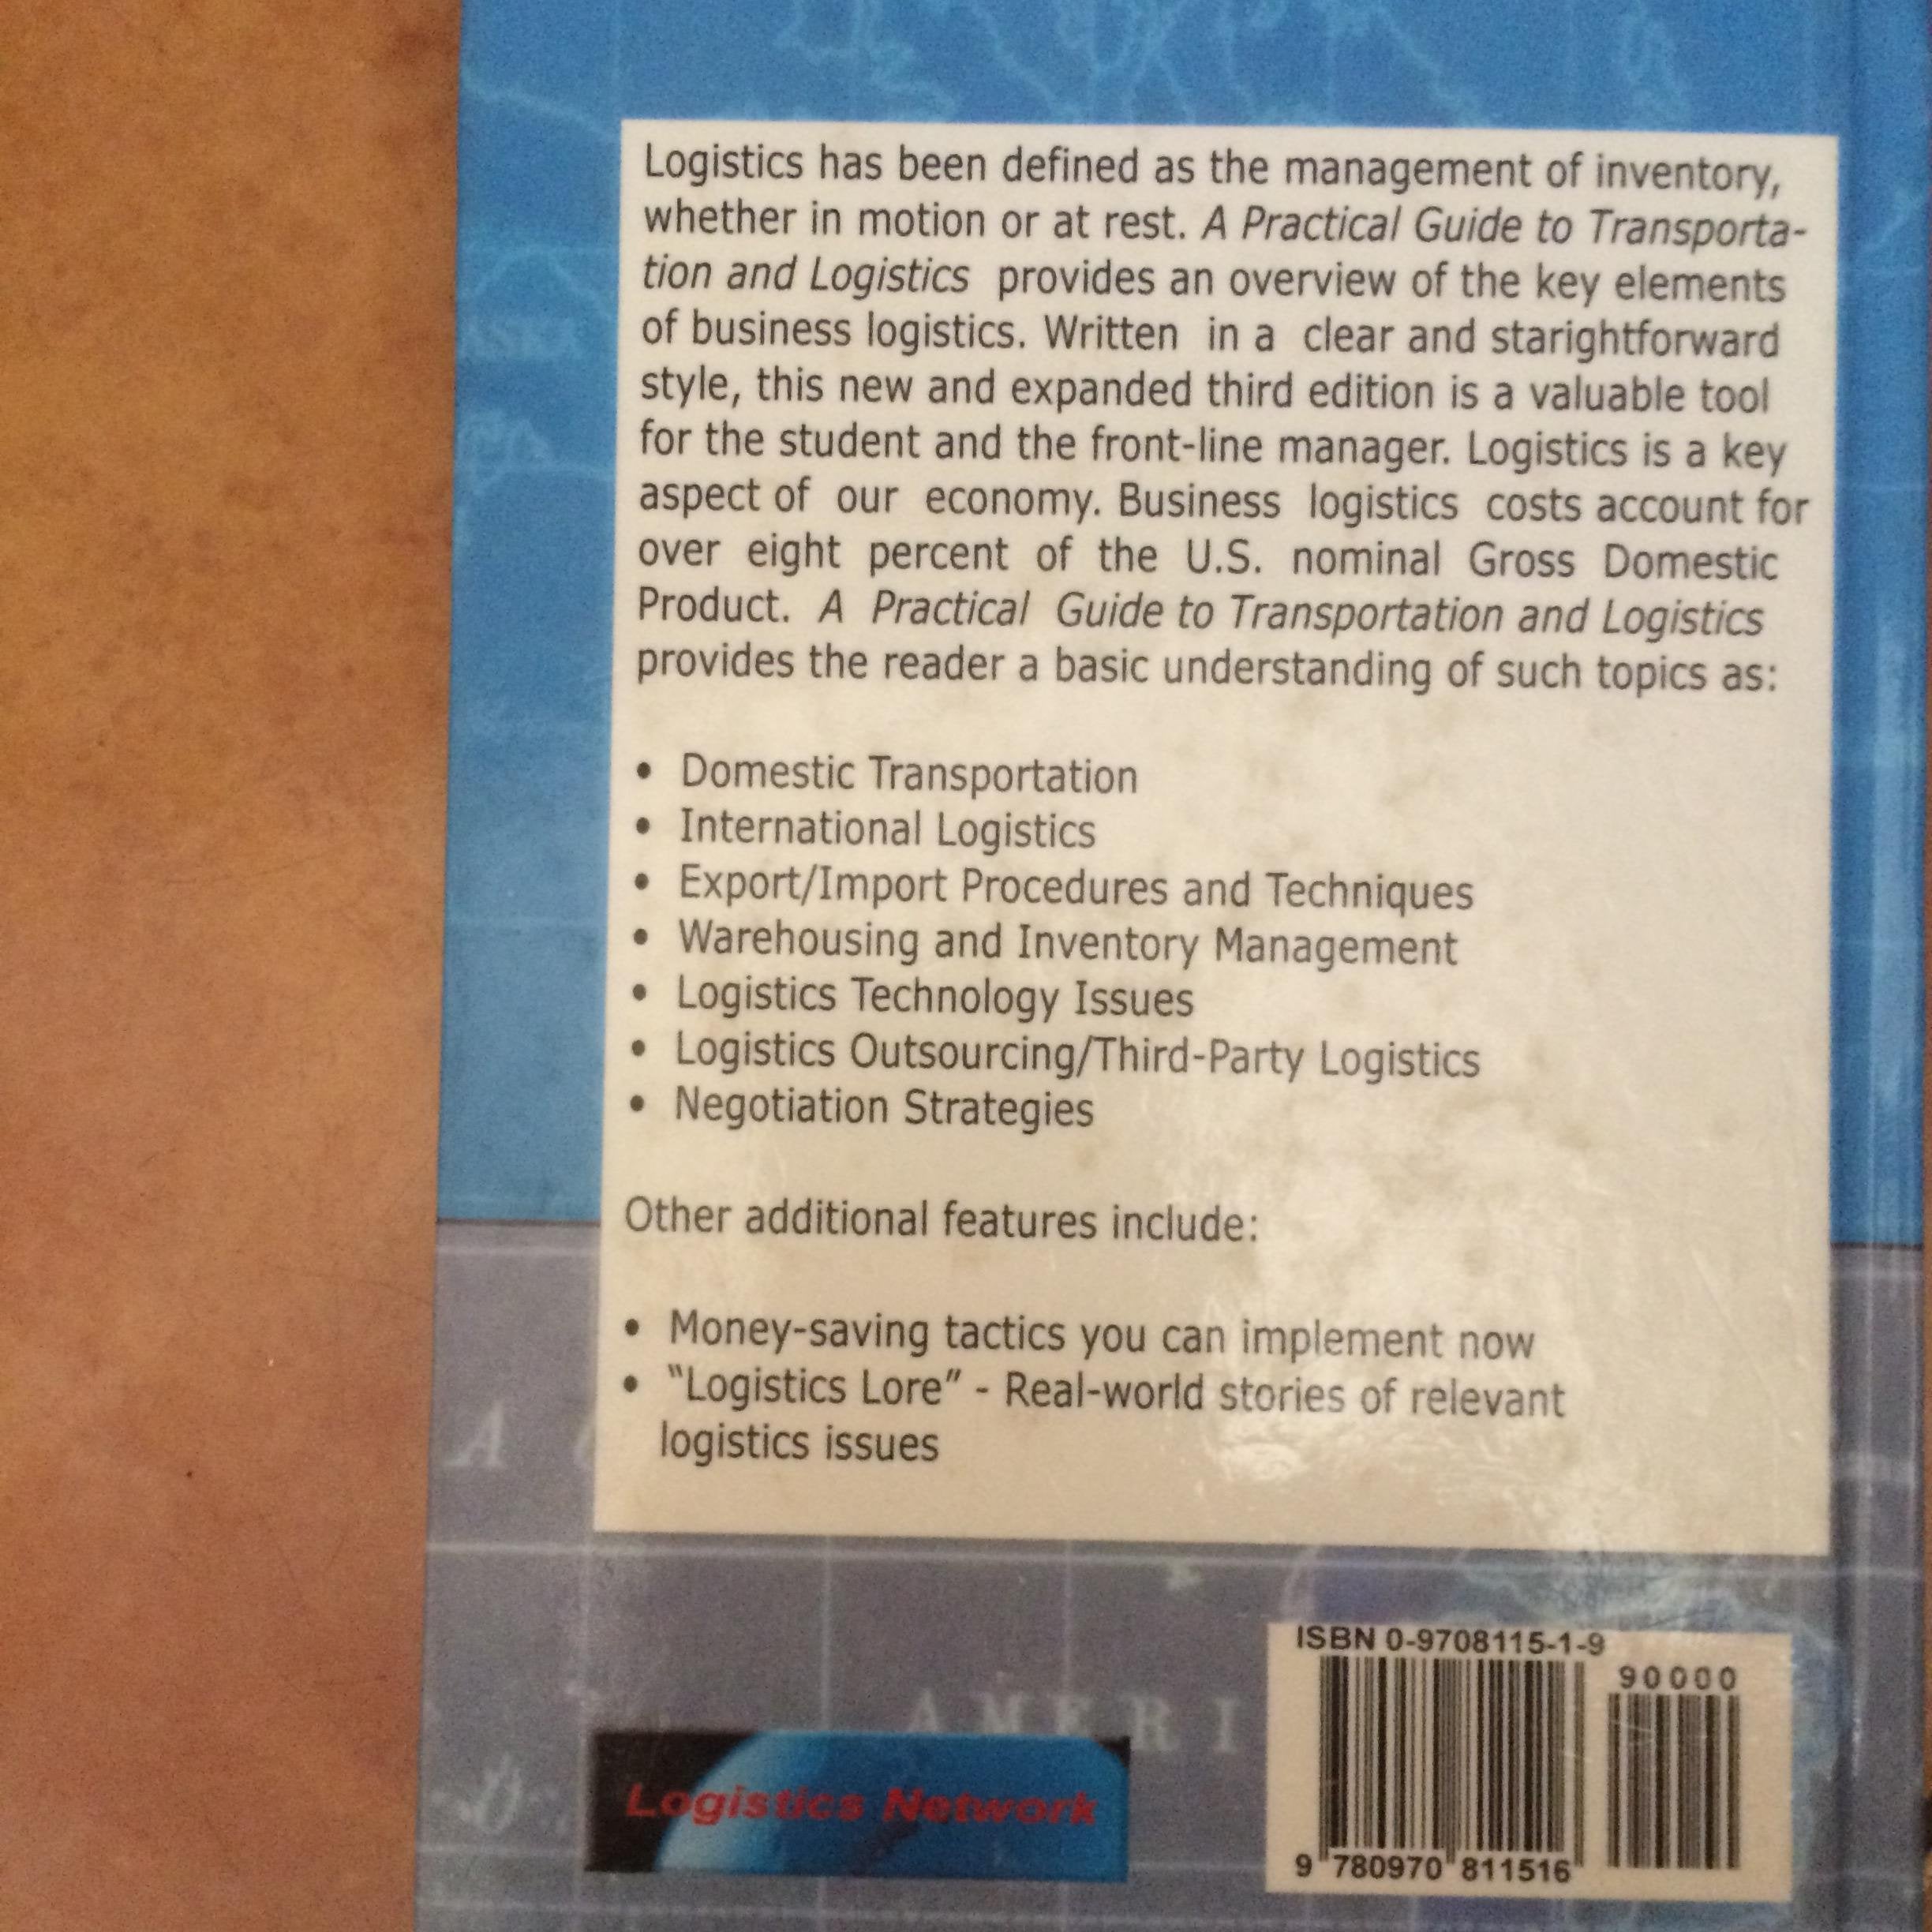 Logistics has been defined as the management of inventory,
whether in motion or at rest. A Practical Guide to Transporta-
tion and Logistics provides an overview of the key elements
of business logistics. Written in a clear and starightforward
style, this new and expanded third edition is a valuable tool
for the student and the front-line manager. Logistics is a key
aspect of our economy. Business logistics costs account for
over eight percent of the U.S. nominal Gross Domestic
Product. A Practical Guide to Transportation and Logistics
provides the reader a basic understanding of such topics as:
• Domestic Transportation
• International Logistics
• Export/Import Procedures and Techniques
• Warehousing and Inventory Management
• Logistics Technology Issues
• Logistics Outsourcing/Third-Party Logistics
• Negotiation Strategies
Other additional features include:
• Money-saving tactics you can implement now
• "Logistics Lore" - Real-world stories of relevant
logistics issues
A
AMERI
Logistics Network
ISBN 0-9708115-1-9
90000
9 780970 811516